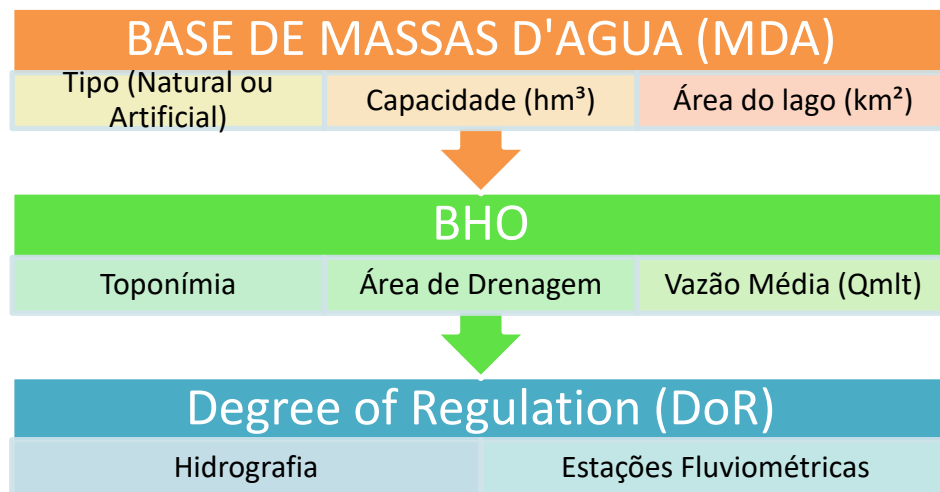 BASE DE MASSAS D'AGUA (MDA)
Tipo (Natural ou
Artificial)
Capacidade (hm³)
Área do lago (km²)
BHO
Toponímia
Área de Drenagem
Vazão Média (Qmlt)
Degree of Regulation (DoR)
Hidrografia
Estações Fluviométricas